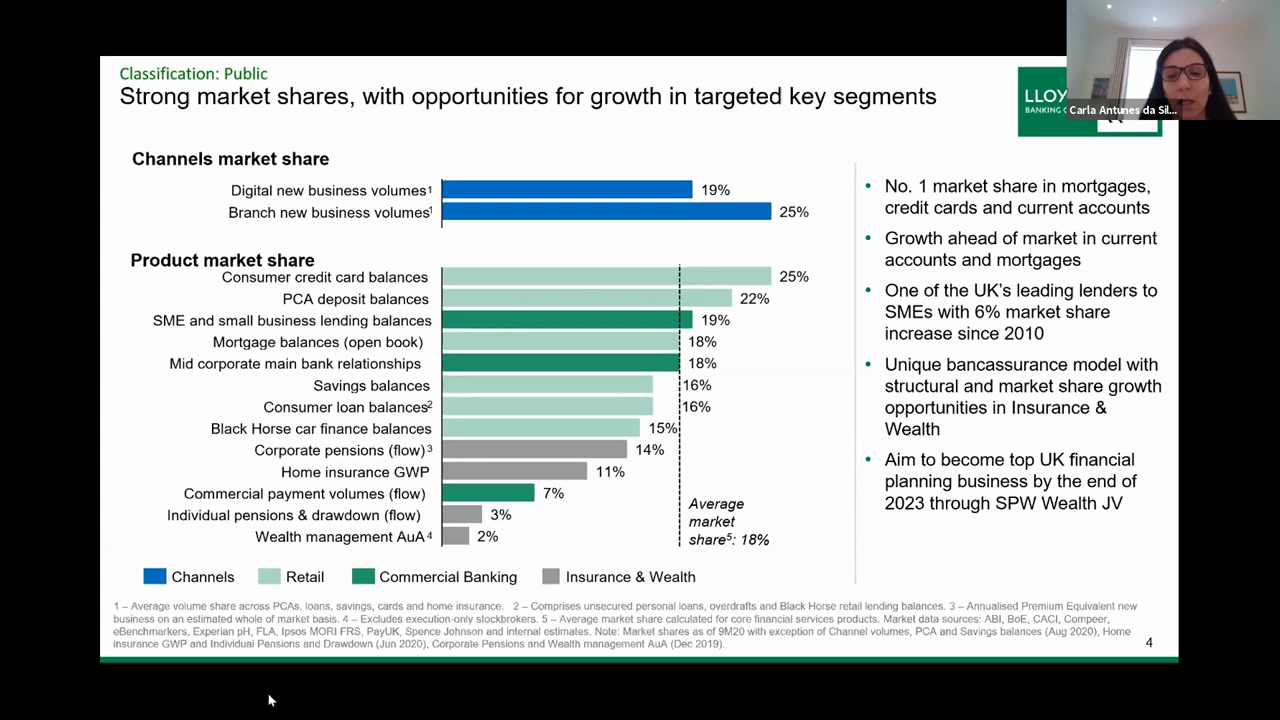 Classification: Public
Strong market shares, with opportunities for growth in targeted key segments
LLOY
BANKING
Carla Antunes da Sil...
Channels market share
Digital new business volumes1 19%
Branch new business volumes1 25%
Product market share
Consumer credit card balances 25%
PCA deposit balances 22%
SME and small business lending balances 19%
Mortgage balances (open book) 18%
Mid corporate main bank relationships 18%
Savings balances 16%
Consumer loan balances2 16%
Black Horse car finance balances 15%
Corporate pensions (flow) 3 14%
Home insurance GWP 11%
Commercial payment volumes (flow) 7%
Individual pensions & drawdown (flow) 3%
Wealth management AuA 4 2%
Average
market
share5: 18%
Channels Retail Commercial Banking Insurance & Wealth
• No. 1 market share in mortgages,
credit cards and current accounts
• Growth ahead of market in current
accounts and mortgages
• One of the UK's leading lenders to
SMEs with 6% market share
increase since 2010
• Unique bancassurance model with
structural and market share growth
opportunities in Insurance &
Wealth
• Aim to become top UK financial
planning business by the end of
2023 through SPW Wealth JV
1 – Average volume share across PCAs, loans, savings, cards and home insurance. 2 – Comprises unsecured personal loans, overdrafts and Black Horse retail lending balances. 3 – Annualised Premium Equivalent new
business on an estimated whole of market basis. 4 – Excludes execution-only stockbrokers. 5 – Average market share calculated for core financial services products. Market data sources: ABI, BoE, CACI, Compeer,
eBenchmarkers, Experian pH, FLA, Ipsos MORI FRS, PayUK, Spence Johnson and internal estimates. Note: Market shares as of 9M20 with exception of Channel volumes, PCA and Savings balances (Aug 2020), Home
insurance GWP and Individual Pensions and Drawdown (Jun 2020), Corporate Pensions and Wealth management AuA (Dec 2019).
4